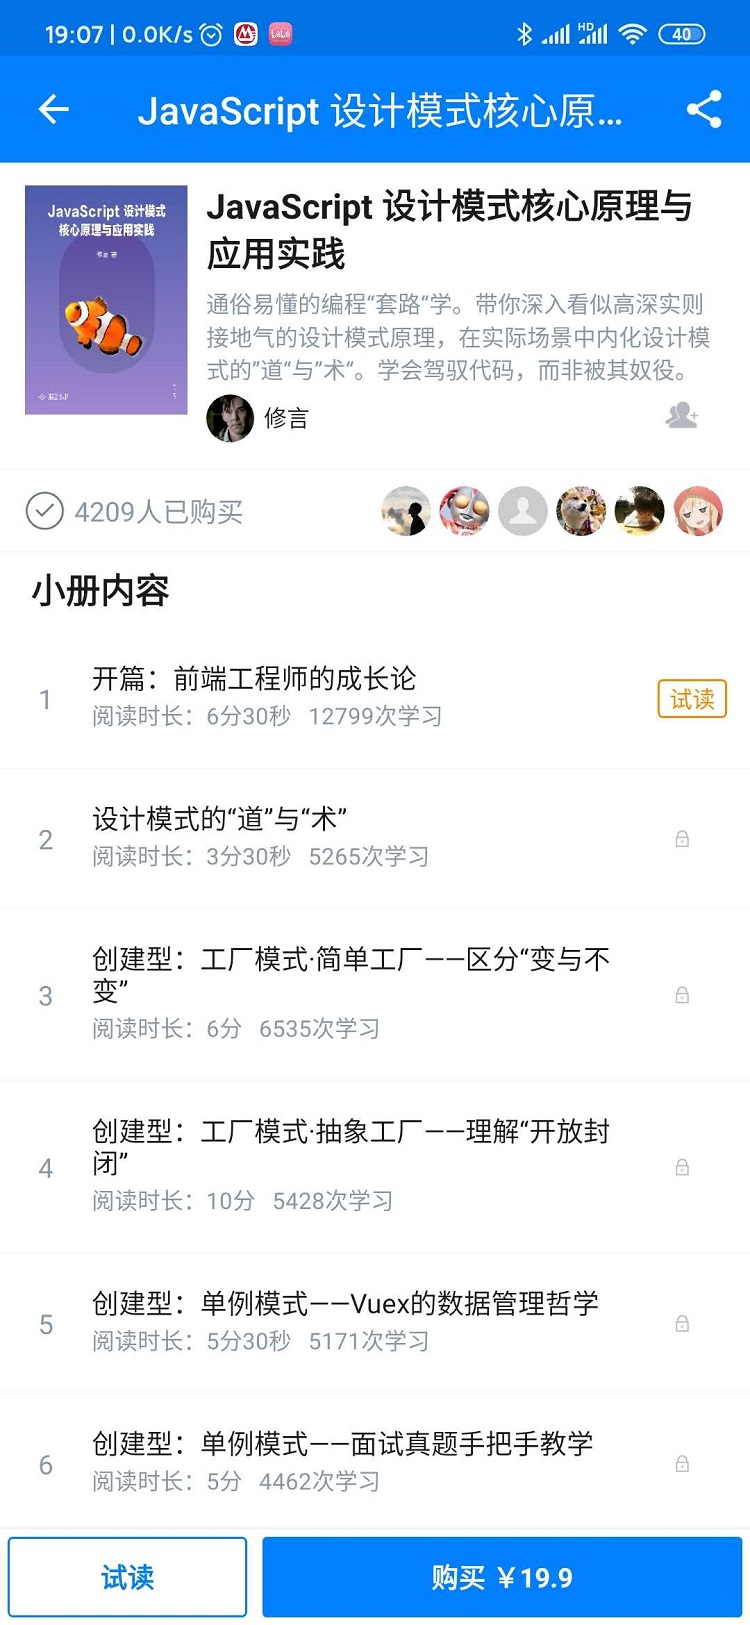 19:07 | 0.0K/s
HD
40
JavaScript 设计模式核心原...
JavaScript 设计模式
核心原理与应用实践
修言 著
JavaScript 设计模式核心原理与
应用实践
通俗易懂的编程“套路“学。带你深入看似高深实则
接地气的设计模式原理，在实际场景中内化设计模
式的”道“与”术“。学会驾驭代码，而非被其奴役。
修言
4209人已购买
小册内容
1
开篇：前端工程师的成长论
阅读时长：6分30秒 12799次学习
试读
2
设计模式的“道”与“术”
阅读时长：3分30秒 5265次学习
3
创建型：工厂模式·简单工厂——区分“变与不
变”
阅读时长：6分 6535次学习
4
创建型：工厂模式·抽象工厂——理解“开放封
闭”
阅读时长：10分 5428次学习
5
创建型：单例模式——Vuex的数据管理哲学
阅读时长：5分30秒 5171次学习
6
创建型：单例模式——面试真题手把手教学
阅读时长：5分 4462次学习
试读
购买 ￥19.9